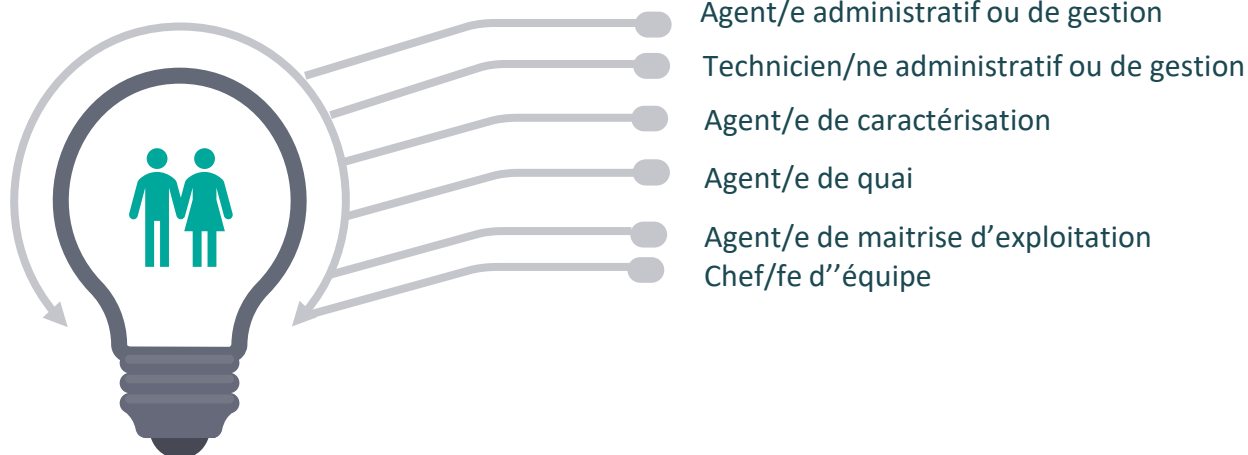 Agent/e administratif ou de gestion
Technicien/ne administratif ou de gestion
Agent/e de caractérisation
Agent/e de quai
Agent/e de maitrise d’exploitation
Chef/fe d’’équipe